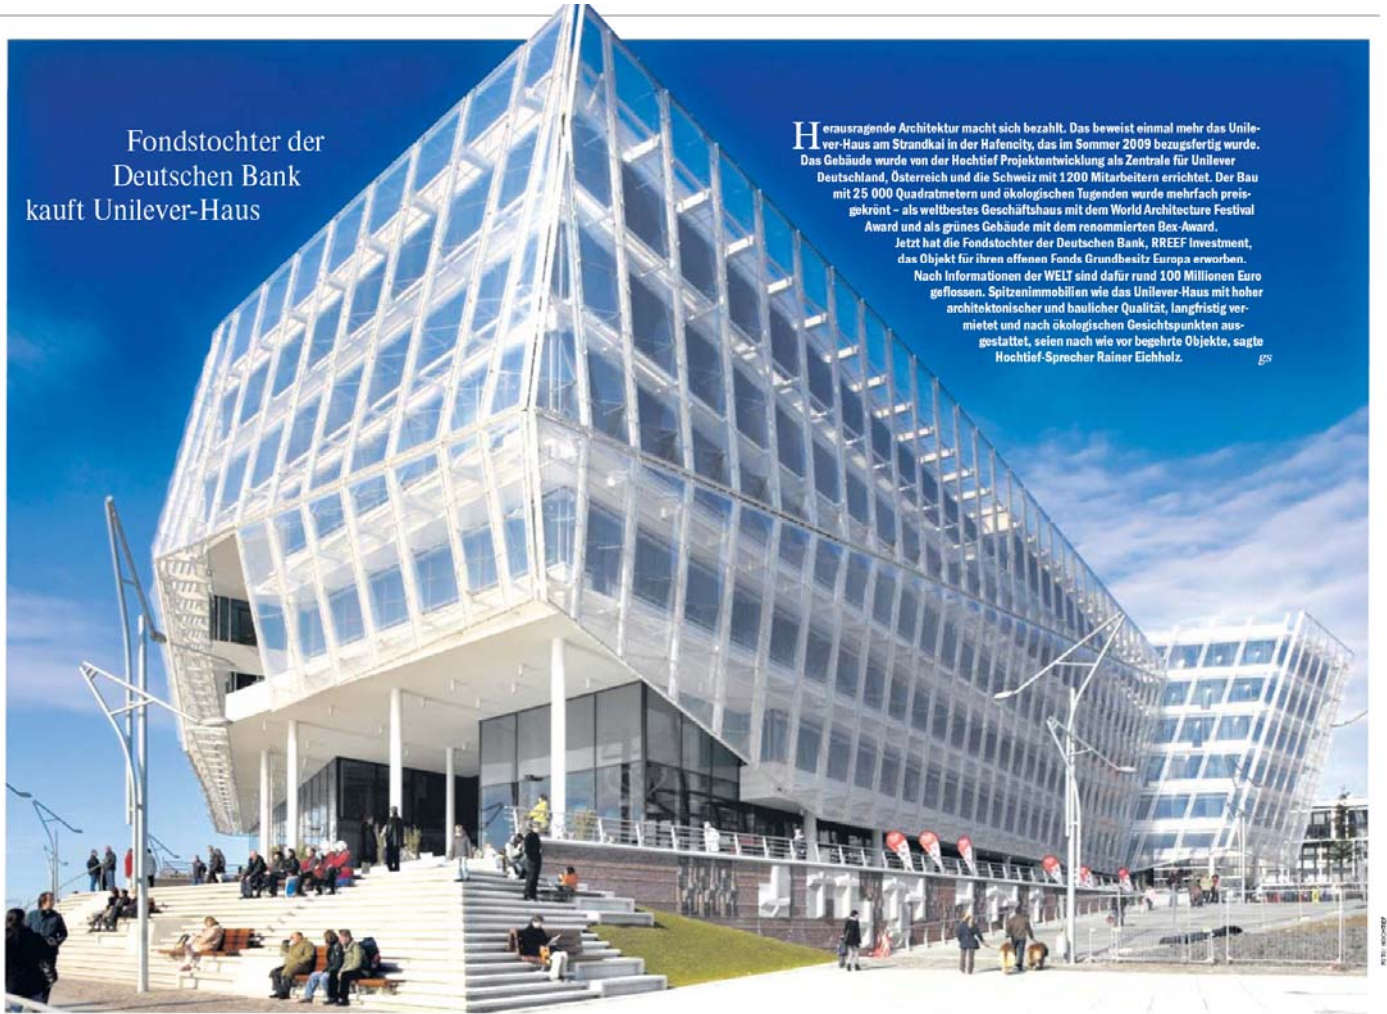 Fondstochter der
Deutschen Bank
kauft Unilever-Haus
Herausragende Architektur macht sich bezahlt. Das beweist einmal mehr das Unile-
ver-Haus am Strandkai in der Hafencity, das im Sommer 2009 bezugsfertig wurde.
Das Gebäude wurde von der Hochtief Projektentwicklung als Zentrale für Unilever
Deutschland, Österreich und die Schweiz mit 1200 Mitarbeitern errichtet. Der Bau
mit 25 000 Quadratmetern und ökologischen Tugenden wurde mehrfach preis-
gekrönt – als weltbestes Geschäftshaus mit dem World Architecture Festival
Award und als grünes Gebäude mit dem renommierten Bex-Award.
Jetzt hat die Fondstochter der Deutschen Bank, RREEF Investment,
das Objekt für ihren offenen Fonds Grundbesitz Europa erworben.
Nach Informationen der WELT sind dafür rund 100 Millionen Euro
geflossen. Spitzenimmobilien wie das Unilever-Haus mit hoher
architektonischer und baulicher Qualität, langfristig ver-
mietet und nach ökologischen Gesichtspunkten aus-
gestattet, seien nach wie vor begehrte Objekte, sagte
Hochtief-Sprecher Rainer Eichholz. gs
FOTO: HOCHTIEF